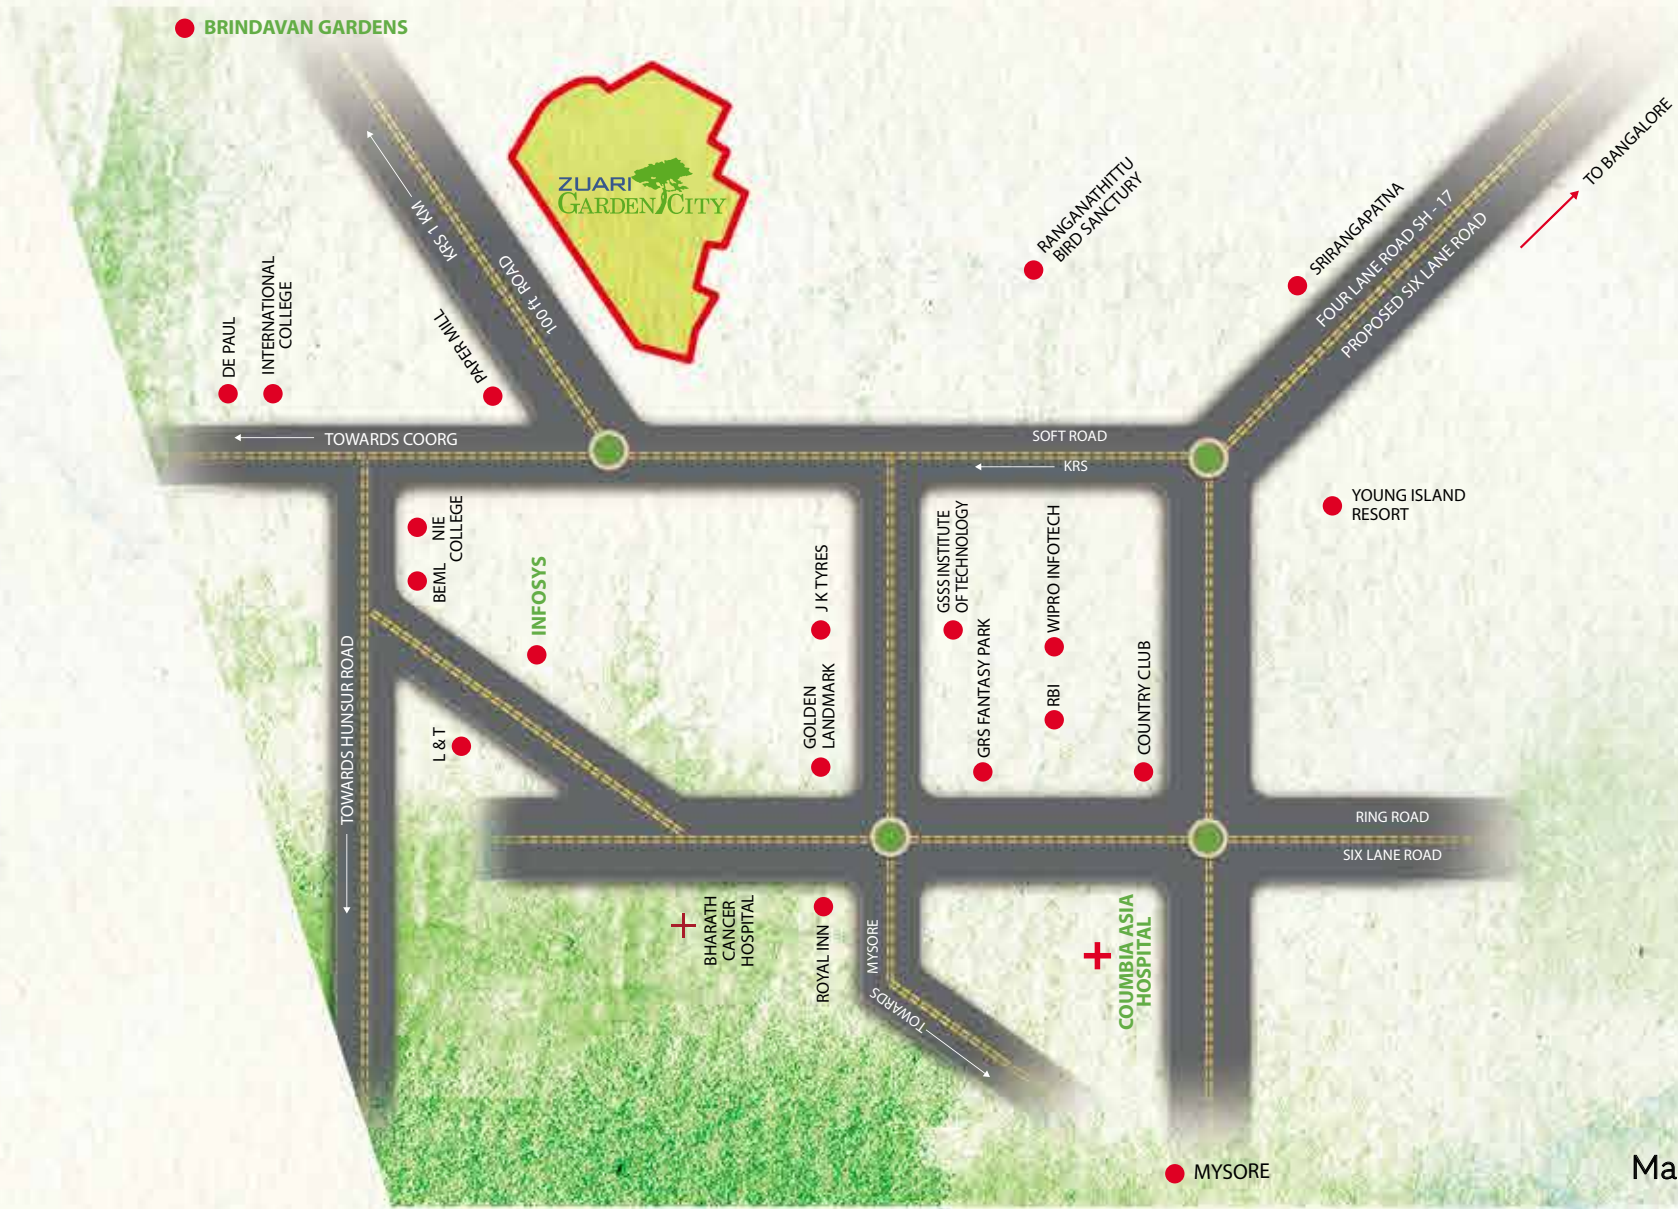 BRINDAVAN GARDENS
ZUARI
GARDEN CITY
KRS 1 KM
100 ft ROAD
RANGANATHITTU
BIRD SANCTURY
SRIRANGAPATNA
FOUR LANE ROAD SH - 17
PROPOSED SIX LANE ROAD
TO BANGALORE
DE PAUL
INTERNATIONAL
COLLEGE
PAPER MILL
TOWARDS COORG
SOFT ROAD
KRS
YOUNG ISLAND
RESORT
NIE
COLLEGE
BEML
INFOSYS
J K TYRES
GSSS INSTITUTE
OF TECHNOLOGY
WIPRO INFOTECH
GRS FANTASY PARK
RBI
COUNTRY CLUB
GOLDEN
LANDMARK
L & T
TOWARDS HUNSUR ROAD
RING ROAD
SIX LANE ROAD
BHARATH
CANCER
HOSPITAL
ROYAL INN
MYSORE
TOWARDS
COUMBIA ASIA
HOSPITAL
MYSORE
Ma